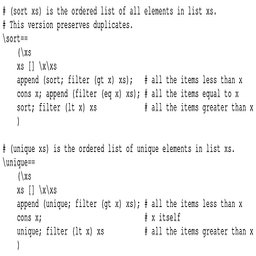 # (sort xs) is the ordered list of all elements in list xs.
# This version preserves duplicates.
\sort==
(\xs
xs [] \x\xs
append (sort; filter (gt x) xs); # all the items less than x
cons x; append (filter (eq x) xs); # all the items equal to x
sort; filter (lt x) xs # all the items greater than x
)
# (unique xs) is the ordered list of unique elements in list xs.
\unique==
(\xs
xs [] \x\xs
append (unique; filter (gt x) xs); # all the items less than x
cons x; # x itself
unique; filter (lt x) xs # all the items greater than x
)